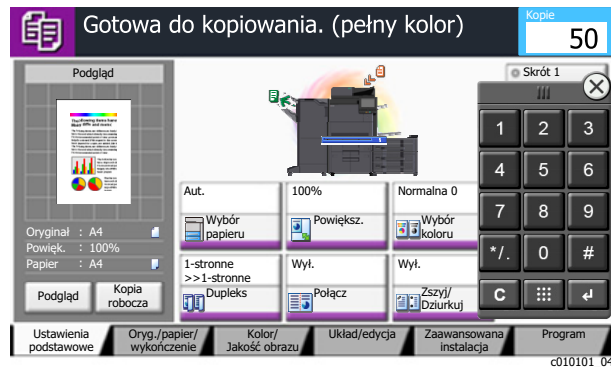 Gotowa do kopiowania. (pełny kolor)
Kopie
50
Podgląd
Skrót 1
Aut.
100%
Normalna 0
Wybór
papieru
Powiększ.
Wybór
koloru
Oryginał : A4
Powięk. : 100%
Papier : A4
1-stronne
>>1-stronne
Wył.
Wył.
Podgląd
Kopia
robocza
Dupleks
Połącz
Zszyj/
Dziurkuj
1 2 3
4 5 6
7 8 9
*/. 0 #
C
Ustawienia
podstawowe
Oryg./papier/
wykończenie
Kolor/
Jakość obrazu
Układ/edycja
Zaawansowana
instalacja
Program
c010101_04